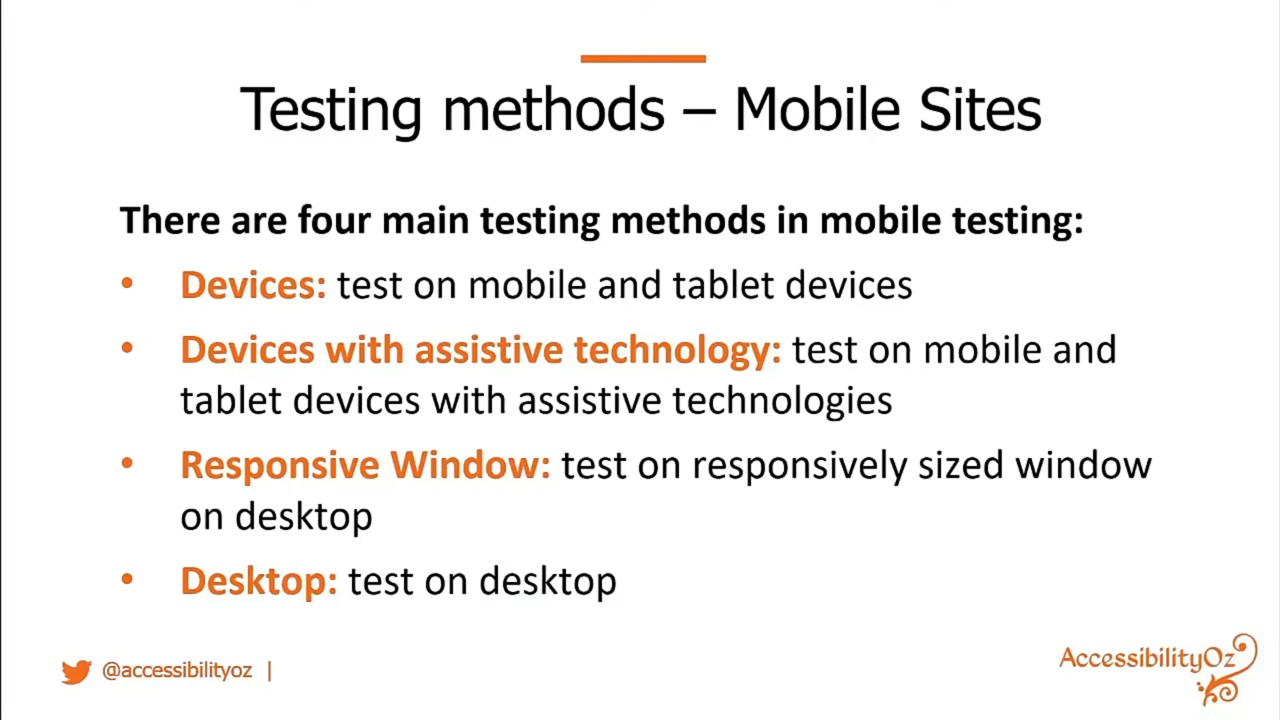 Testing methods – Mobile Sites
There are four main testing methods in mobile testing:
• Devices: test on mobile and tablet devices
• Devices with assistive technology: test on mobile and
tablet devices with assistive technologies
• Responsive Window: test on responsively sized window
on desktop
• Desktop: test on desktop
@accessibilityoz |
AccessibilityOz